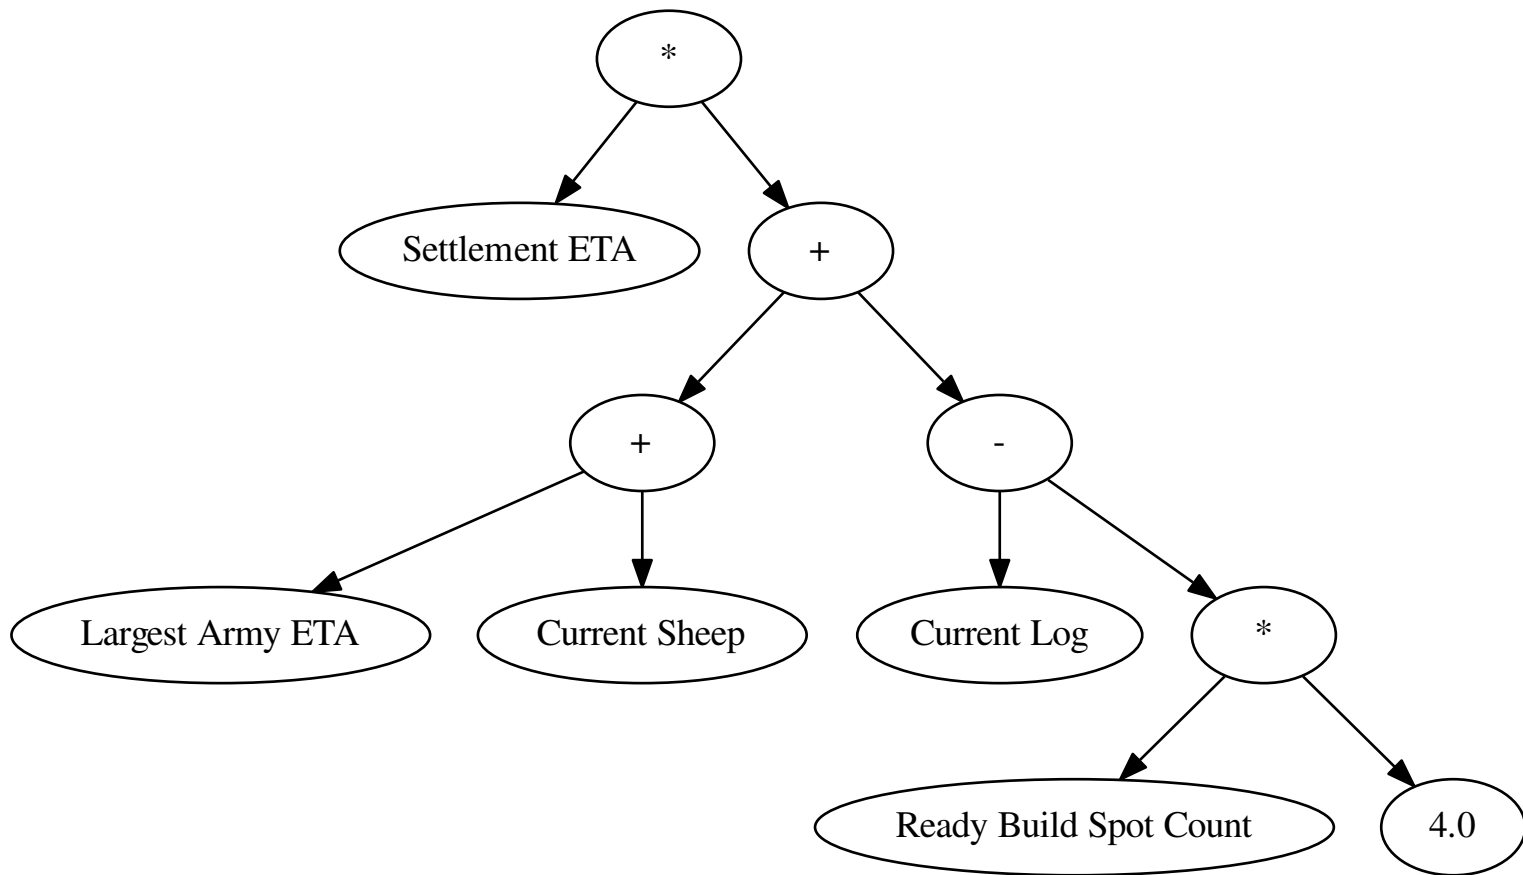 *
Settlement ETA
+
+
-
Largest Army ETA
Current Sheep
Current Log
*
Ready Build Spot Count
4.0